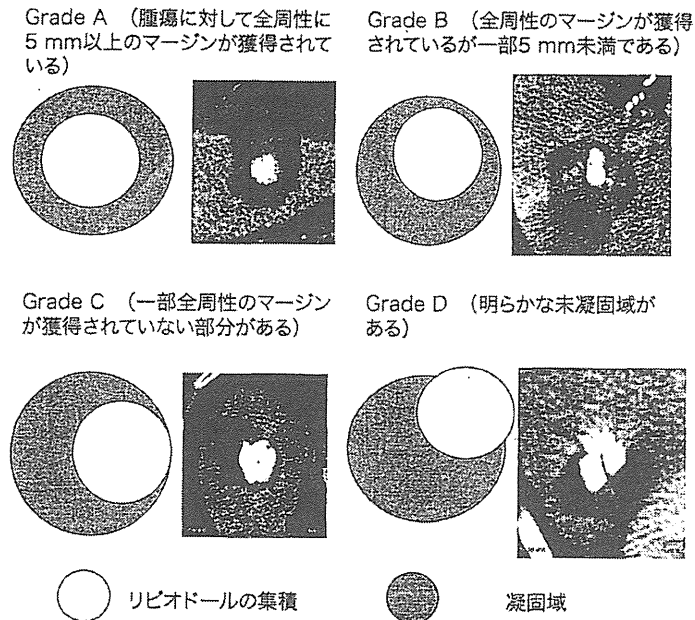 Grade A （腫瘍に対して全周性に
5 mm以上のマージンが獲得されて
いる）
Grade B （全周性のマージンが獲得
されているが一部5 mm未満である）
Grade C （一部全周性のマージン
が獲得されていない部分がある）
Grade D （明らかな未凝固域が
ある）
リピオドールの集積
凝固域